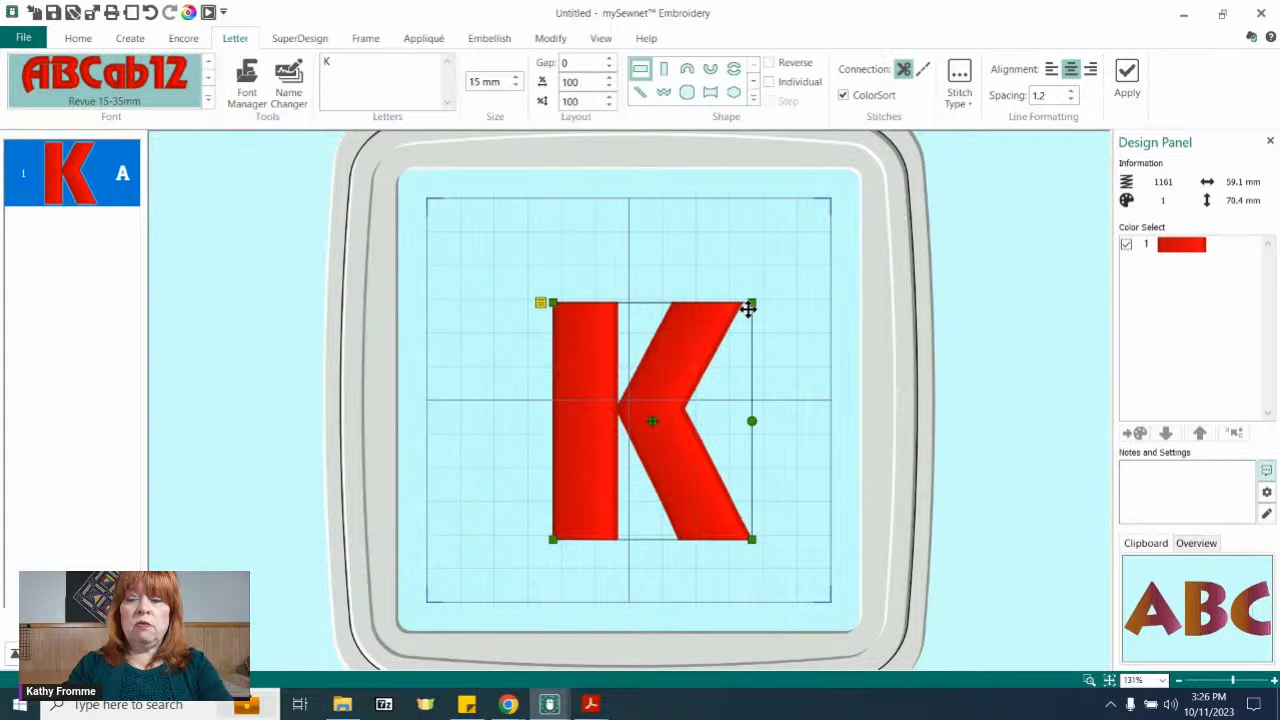 Untitled - mySewnet™ Embroidery
File Home Create Encore Letter SuperDesign Frame Appliqué Embellish Modify View Help
ABCab12
Revue 15-35mm
Font
Font Manager
Name Changer
Tools
K
Letters
15 mm
Size
Gap: 0
100
100
Layout
Reverse
Individual
Step
Shape
Connection:
ColorSort
Stitch Type
Stitches
Alignment:
Spacing: 1.2
Line Formatting
Apply
1 K A
K
Design Panel
Information
1161 59.1 mm
1 70.4 mm
Color Select
1
Notes and Settings
Clipboard Overview
ABC
Kathy Fromme
131%
Type here to search
7z
3:26 PM
10/11/2023